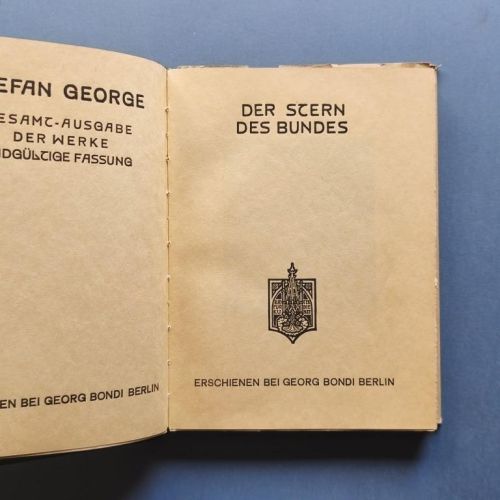 EFAN GEORGE
ESAMT-AUSGABE
DER WERKE
NDGÜLTIGE FASSUNG
EN BEI GEORG BONDI BERLIN
DER STERN
DES BUNDES
ERSCHIENEN BEI GEORG BONDI BERLIN